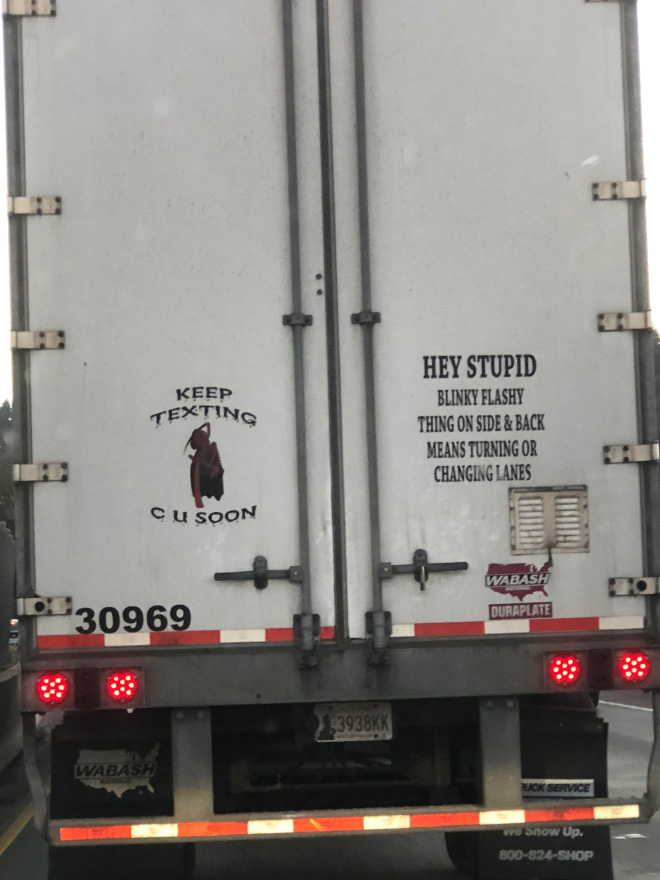 KEEP
TEXTING
C U SOON
HEY STUPID
BLINKY FLASHY
THING ON SIDE & BACK
MEANS TURNING OR
CHANGING LANES
WABASH
DURAPLATE
30969
3938KK
WABASH
UCK SERVICE
We Show Up.
800-824-SHOP